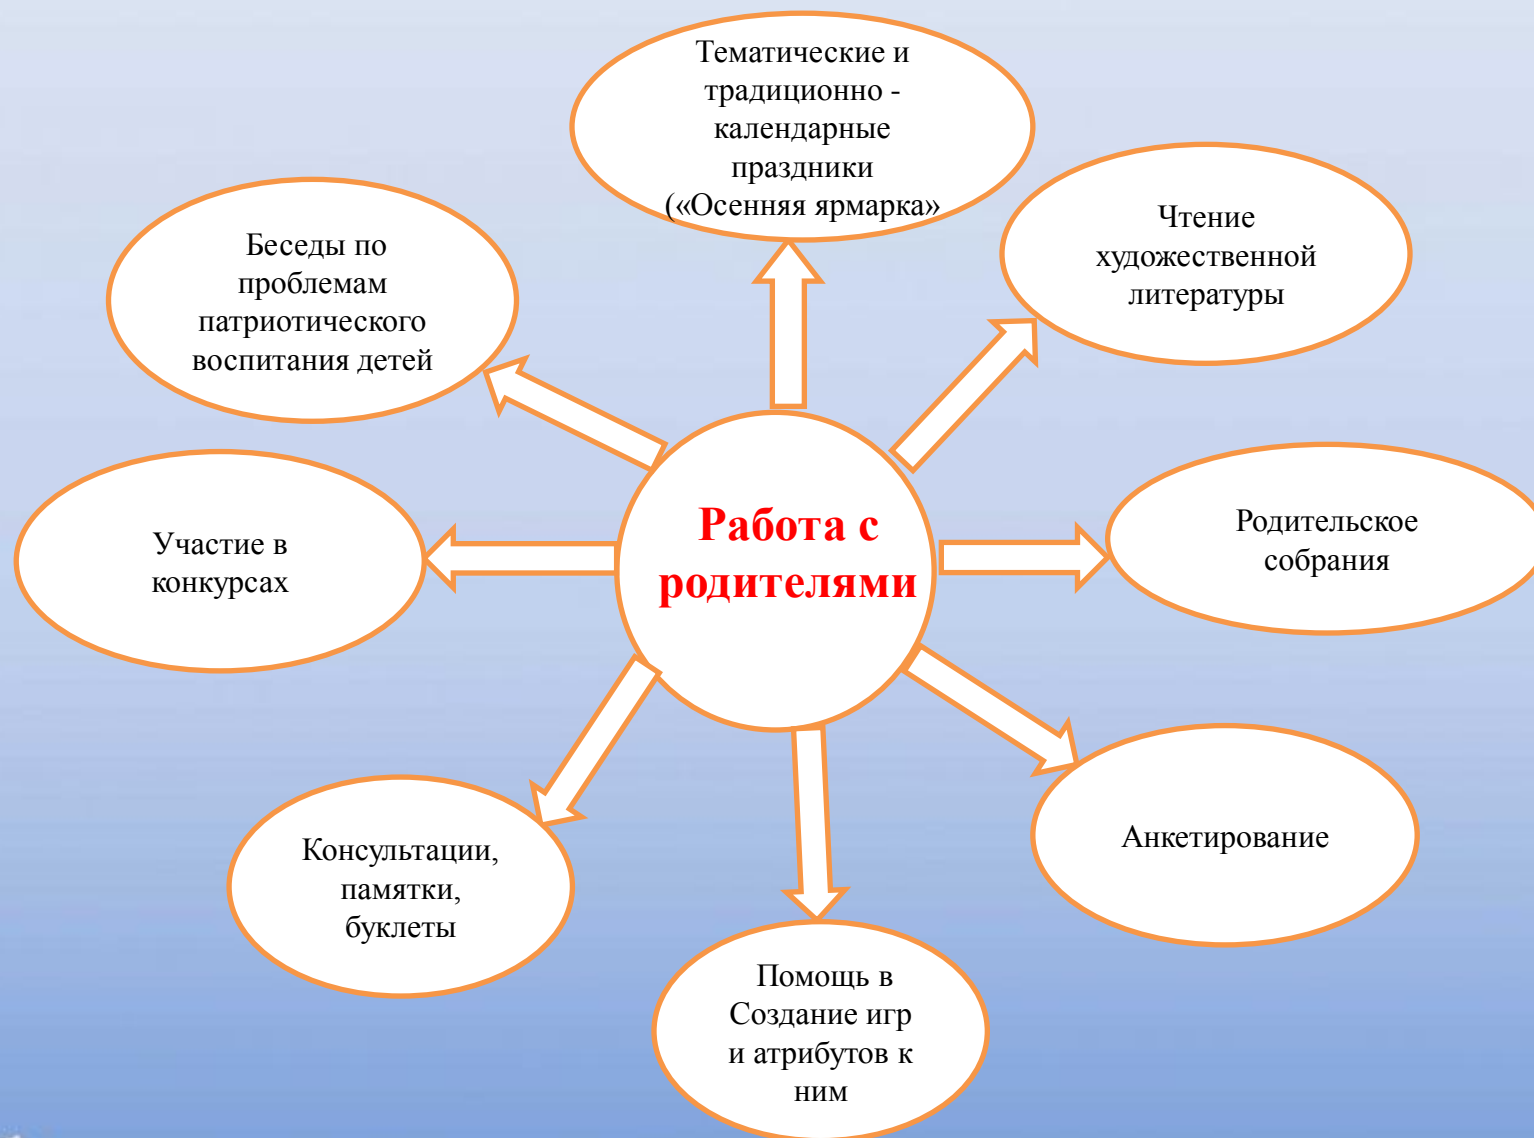 Тематические и
традиционно -
календарные
праздники
(«Осенняя ярмарка»
Чтение
художественной
литературы
Беседы по
проблемам
патриотического
воспитания детей
Работа с
родителями
Родительское
собрания
Участие в
конкурсах
Анкетирование
Консультации,
памятки,
буклеты
Помощь в
Создание игр
и атрибутов к
ним